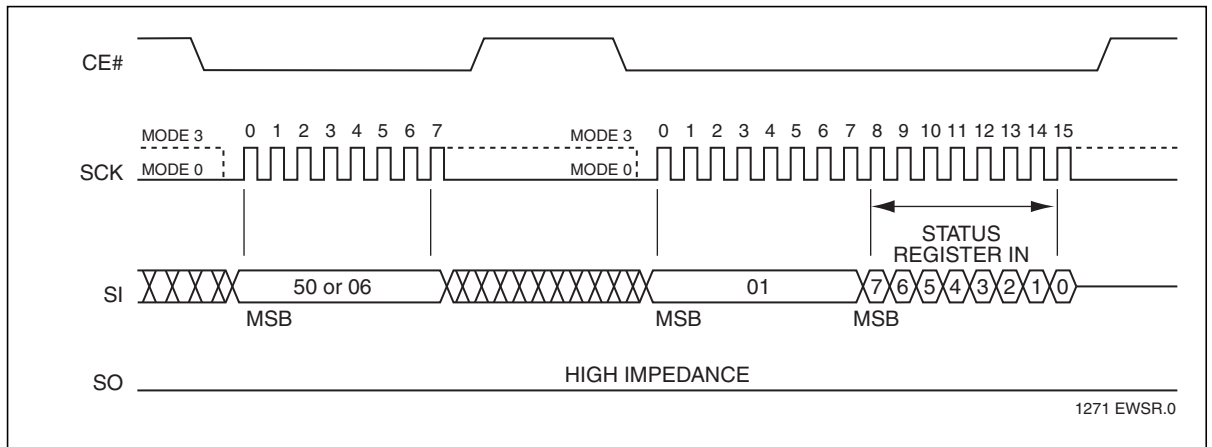 CE#
MODE 3 0 1 2 3 4 5 6 7 MODE 3 0 1 2 3 4 5 6 7 8 9 10 11 12 13 14 15
SCK MODE 0 MODE 0
STATUS
REGISTER IN
SI 50 or 06 01 7 6 5 4 3 2 1 0
MSB MSB MSB
SO HIGH IMPEDANCE
1271 EWSR.0